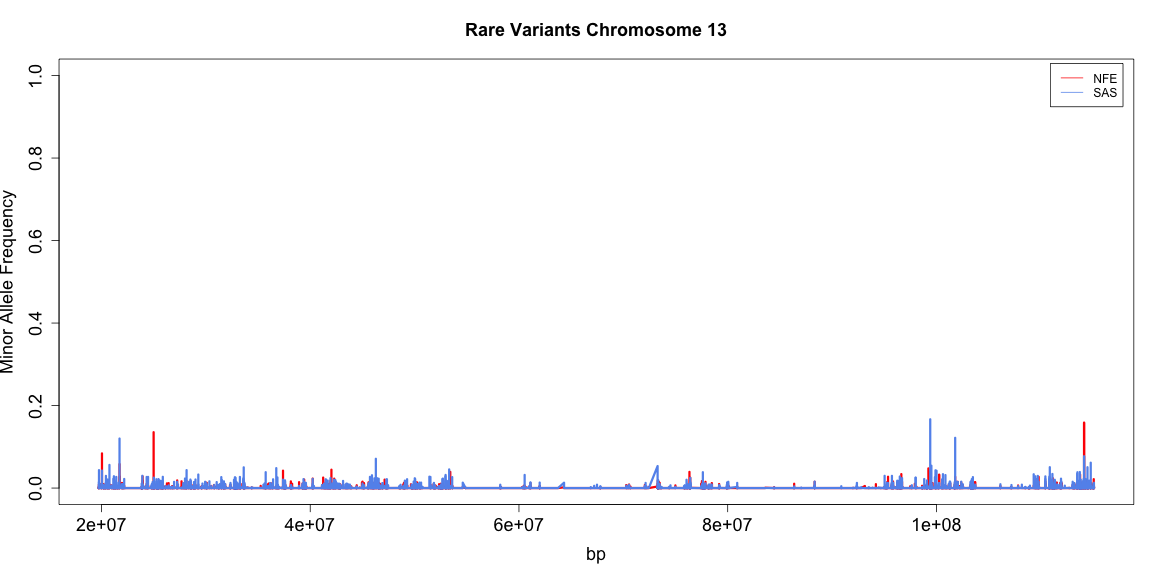 Rare Variants Chromosome 13
NFE
SAS
Minor Allele Frequency
1.0
0.8
0.6
0.4
0.2
0.0
2e+07
4e+07
6e+07
8e+07
1e+08
bp